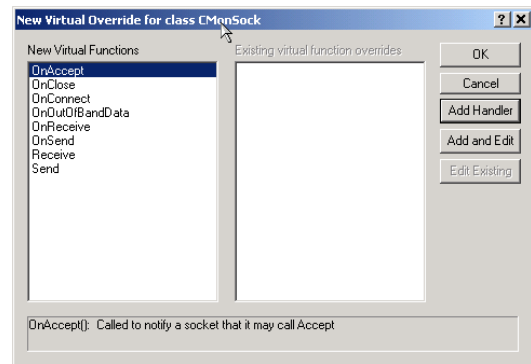 New Virtual Override for class CMonSock
New Virtual Functions
Existing virtual function overrides
OnAccept
OnClose
OnConnect
OnOutOfBandData
OnReceive
OnSend
Receive
Send
OK
Cancel
Add Handler
Add and Edit
Edit Existing
OnAccept(): Called to notify a socket that it may call Accept